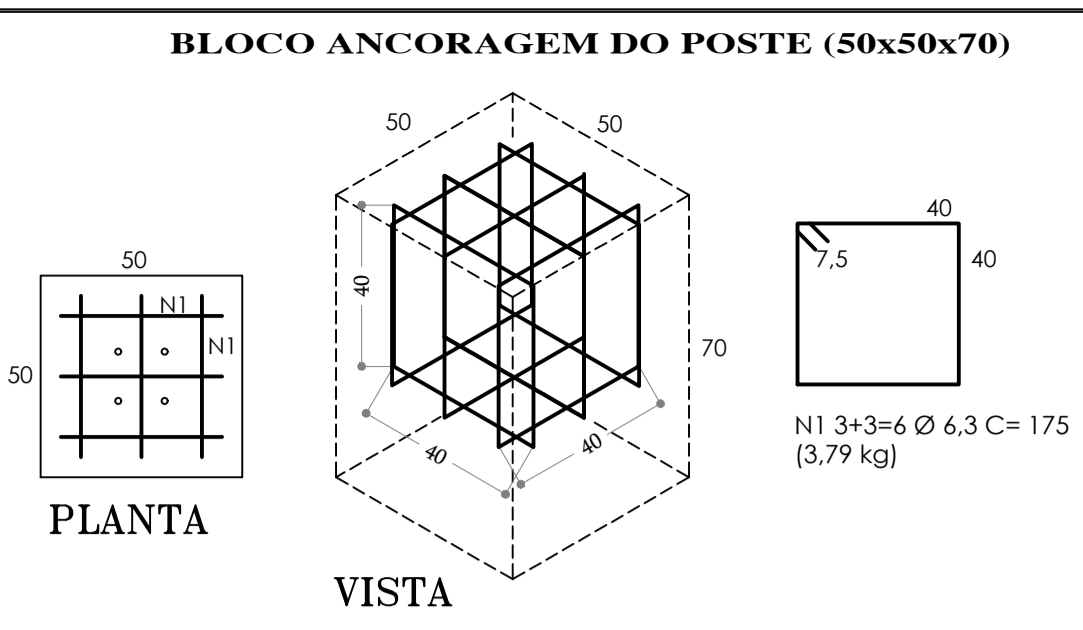 BLOCO ANCORAGEM DO POSTE (50x50x70)
50
N1
N1
50
PLANTA
50
50
40
70
40
40
VISTA
40
7,5
40
N1 3+3=6 Ø 6,3 C= 175
(3,79 kg)